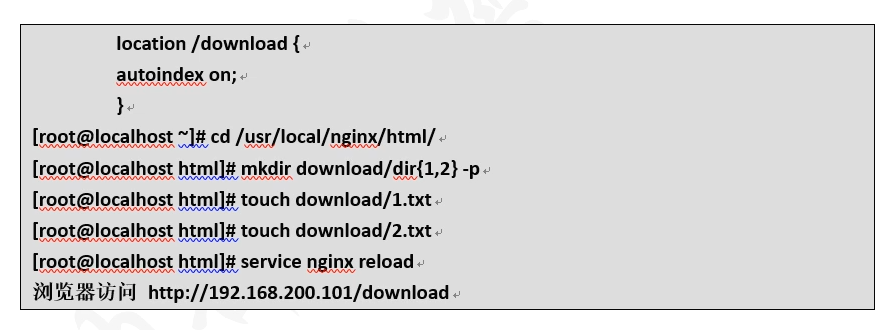 location /download {
autoindex on;
}
[root@localhost ~]# cd /usr/local/nginx/html/
[root@localhost html]# mkdir download/dir{1,2} -p
[root@localhost html]# touch download/1.txt
[root@localhost html]# touch download/2.txt
[root@localhost html]# service nginx reload
浏览器访问 http://192.168.200.101/download